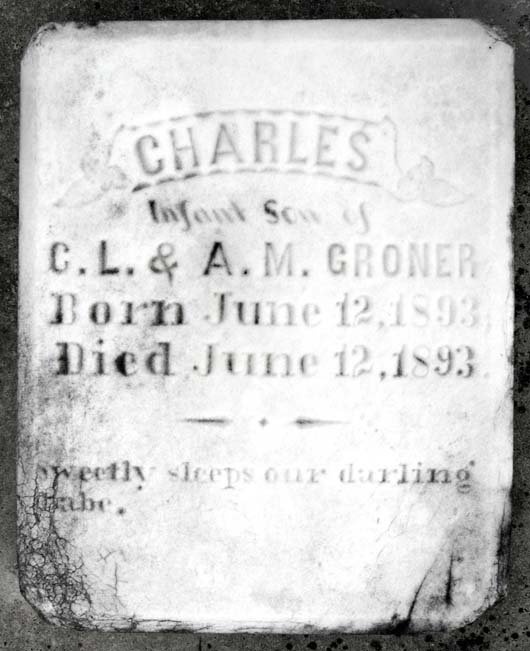 CHARLES
Infant Son of
C. L. & A. M. GRONER
Born June 12, 1893,
Died June 12, 1893.
Sweetly sleeps our darling
babe.